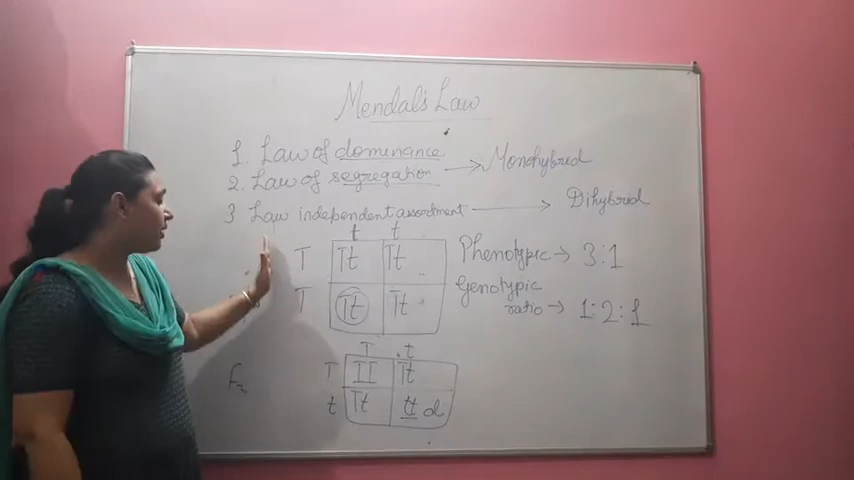 Mendal's Law
1. Law of dominance
2. Law of segregation → Monohybrid
3 Law independent assortment → Dihybrid
t t
T Tt Tt
T Tt Tt
Phenotypic → 3:1
Genotypic
ratio → 1:2:1
F2
T t
T TT Tt
t Tt tt d